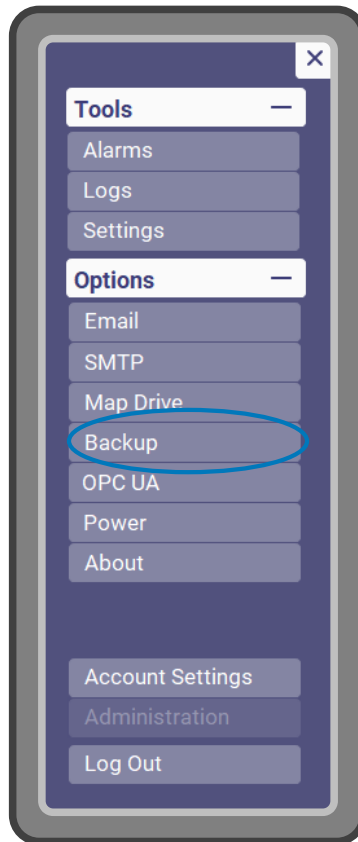 Tools
Alarms
Logs
Settings
Options
Email
SMTP
Map Drive
Backup
OPC UA
Power
About
Account Settings
Administration
Log Out